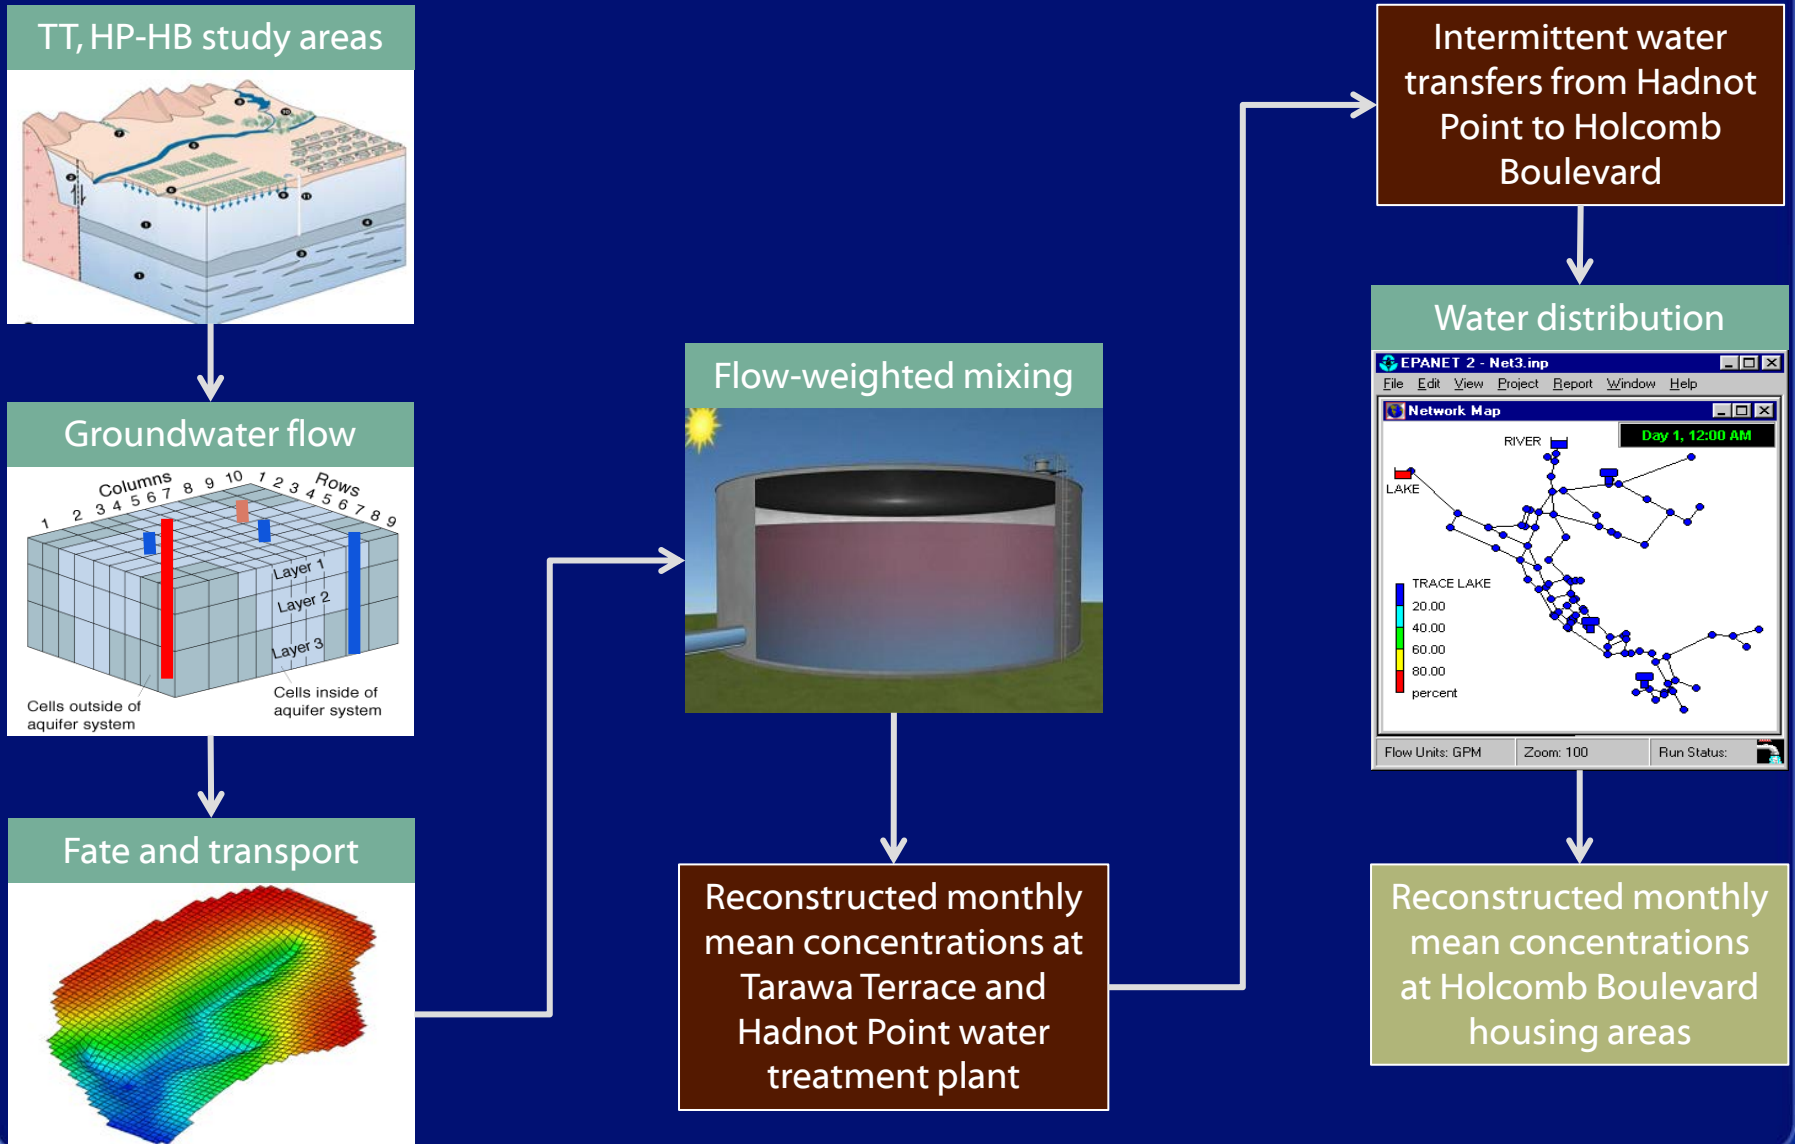 TT, HP-HB study areas
Groundwater flow
Columns
1 2 3 4 5 6 7 8 9 10
Rows
1 2 3 4 5 6 7 8 9
Layer 1
Layer 2
Layer 3
Cells outside of
aquifer system
Cells inside of
aquifer system
Fate and transport
Flow-weighted mixing
Reconstructed monthly
mean concentrations at
Tarawa Terrace and
Hadnot Point water
treatment plant
Intermittent water
transfers from Hadnot
Point to Holcomb
Boulevard
Water distribution
EPANET 2 - Net3.inp
File Edit View Project Report Window Help
Network Map
Day 1, 12:00 AM
RIVER
LAKE
TRACE LAKE
20.00
40.00
60.00
80.00
percent
Flow Units: GPM Zoom: 100 Run Status:
Reconstructed monthly
mean concentrations
at Holcomb Boulevard
housing areas